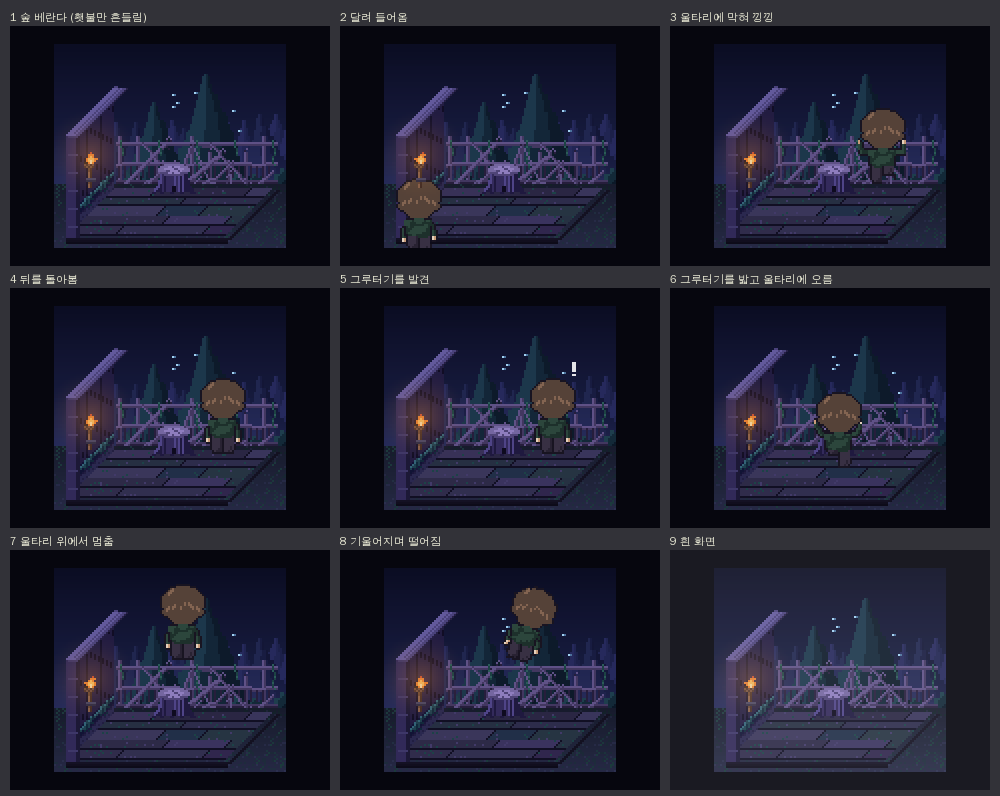 1 숲 베란다 (횃불만 흔들림)
2 달려 들어옴
3 울타리에 막혀 낑낑
4 뒤를 돌아봄
5 그루터기를 발견
!
6 그루터기를 밟고 울타리에 오름
7 울타리 위에서 멈춤
8 기울어지며 떨어짐
9 흰 화면